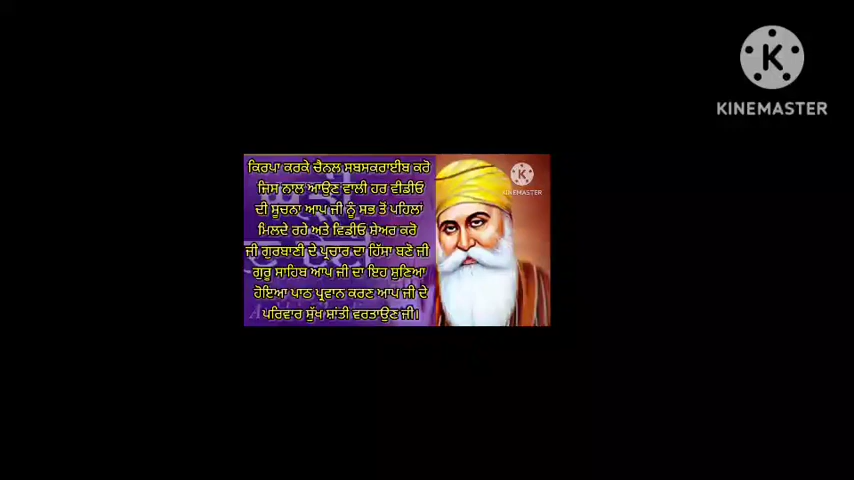 KINEMASTER
ਕਿਰਪਾ ਕਰਕੇ ਚੈਨਲ ਸਬਸਕਰਾਈਬ ਕਰੋ
ਜਿਸ ਨਾਲ ਆਉਣ ਵਾਲੀ ਹਰ ਵੀਡੀਓ
ਦੀ ਸੂਚਨਾ ਆਪ ਜੀ ਨੂੰ ਸਭ ਤੋਂ ਪਹਿਲਾਂ
ਮਿਲਦੇ ਰਹੇ ਅਤੇ ਵਿਡੀਓ ਸ਼ੇਅਰ ਕਰੋ
ਜੀ ਗੁਰਬਾਣੀ ਦੇ ਪ੍ਰਚਾਰ ਦਾ ਹਿੱਸਾ ਬਣੋ ਜੀ
ਗੁਰੂ ਸਾਹਿਬ ਆਪ ਜੀ ਦਾ ਇਹ ਸੁਣਿਆ
ਹੋਇਆ ਪਾਠ ਪ੍ਰਵਾਨ ਕਰਣ ਆਪ ਜੀ ਦੇ
ਪਰਿਵਾਰ ਸੁੱਖ ਸ਼ਾਂਤੀ ਵਰਤਾਉਣ ਜੀ।
KINEMASTER